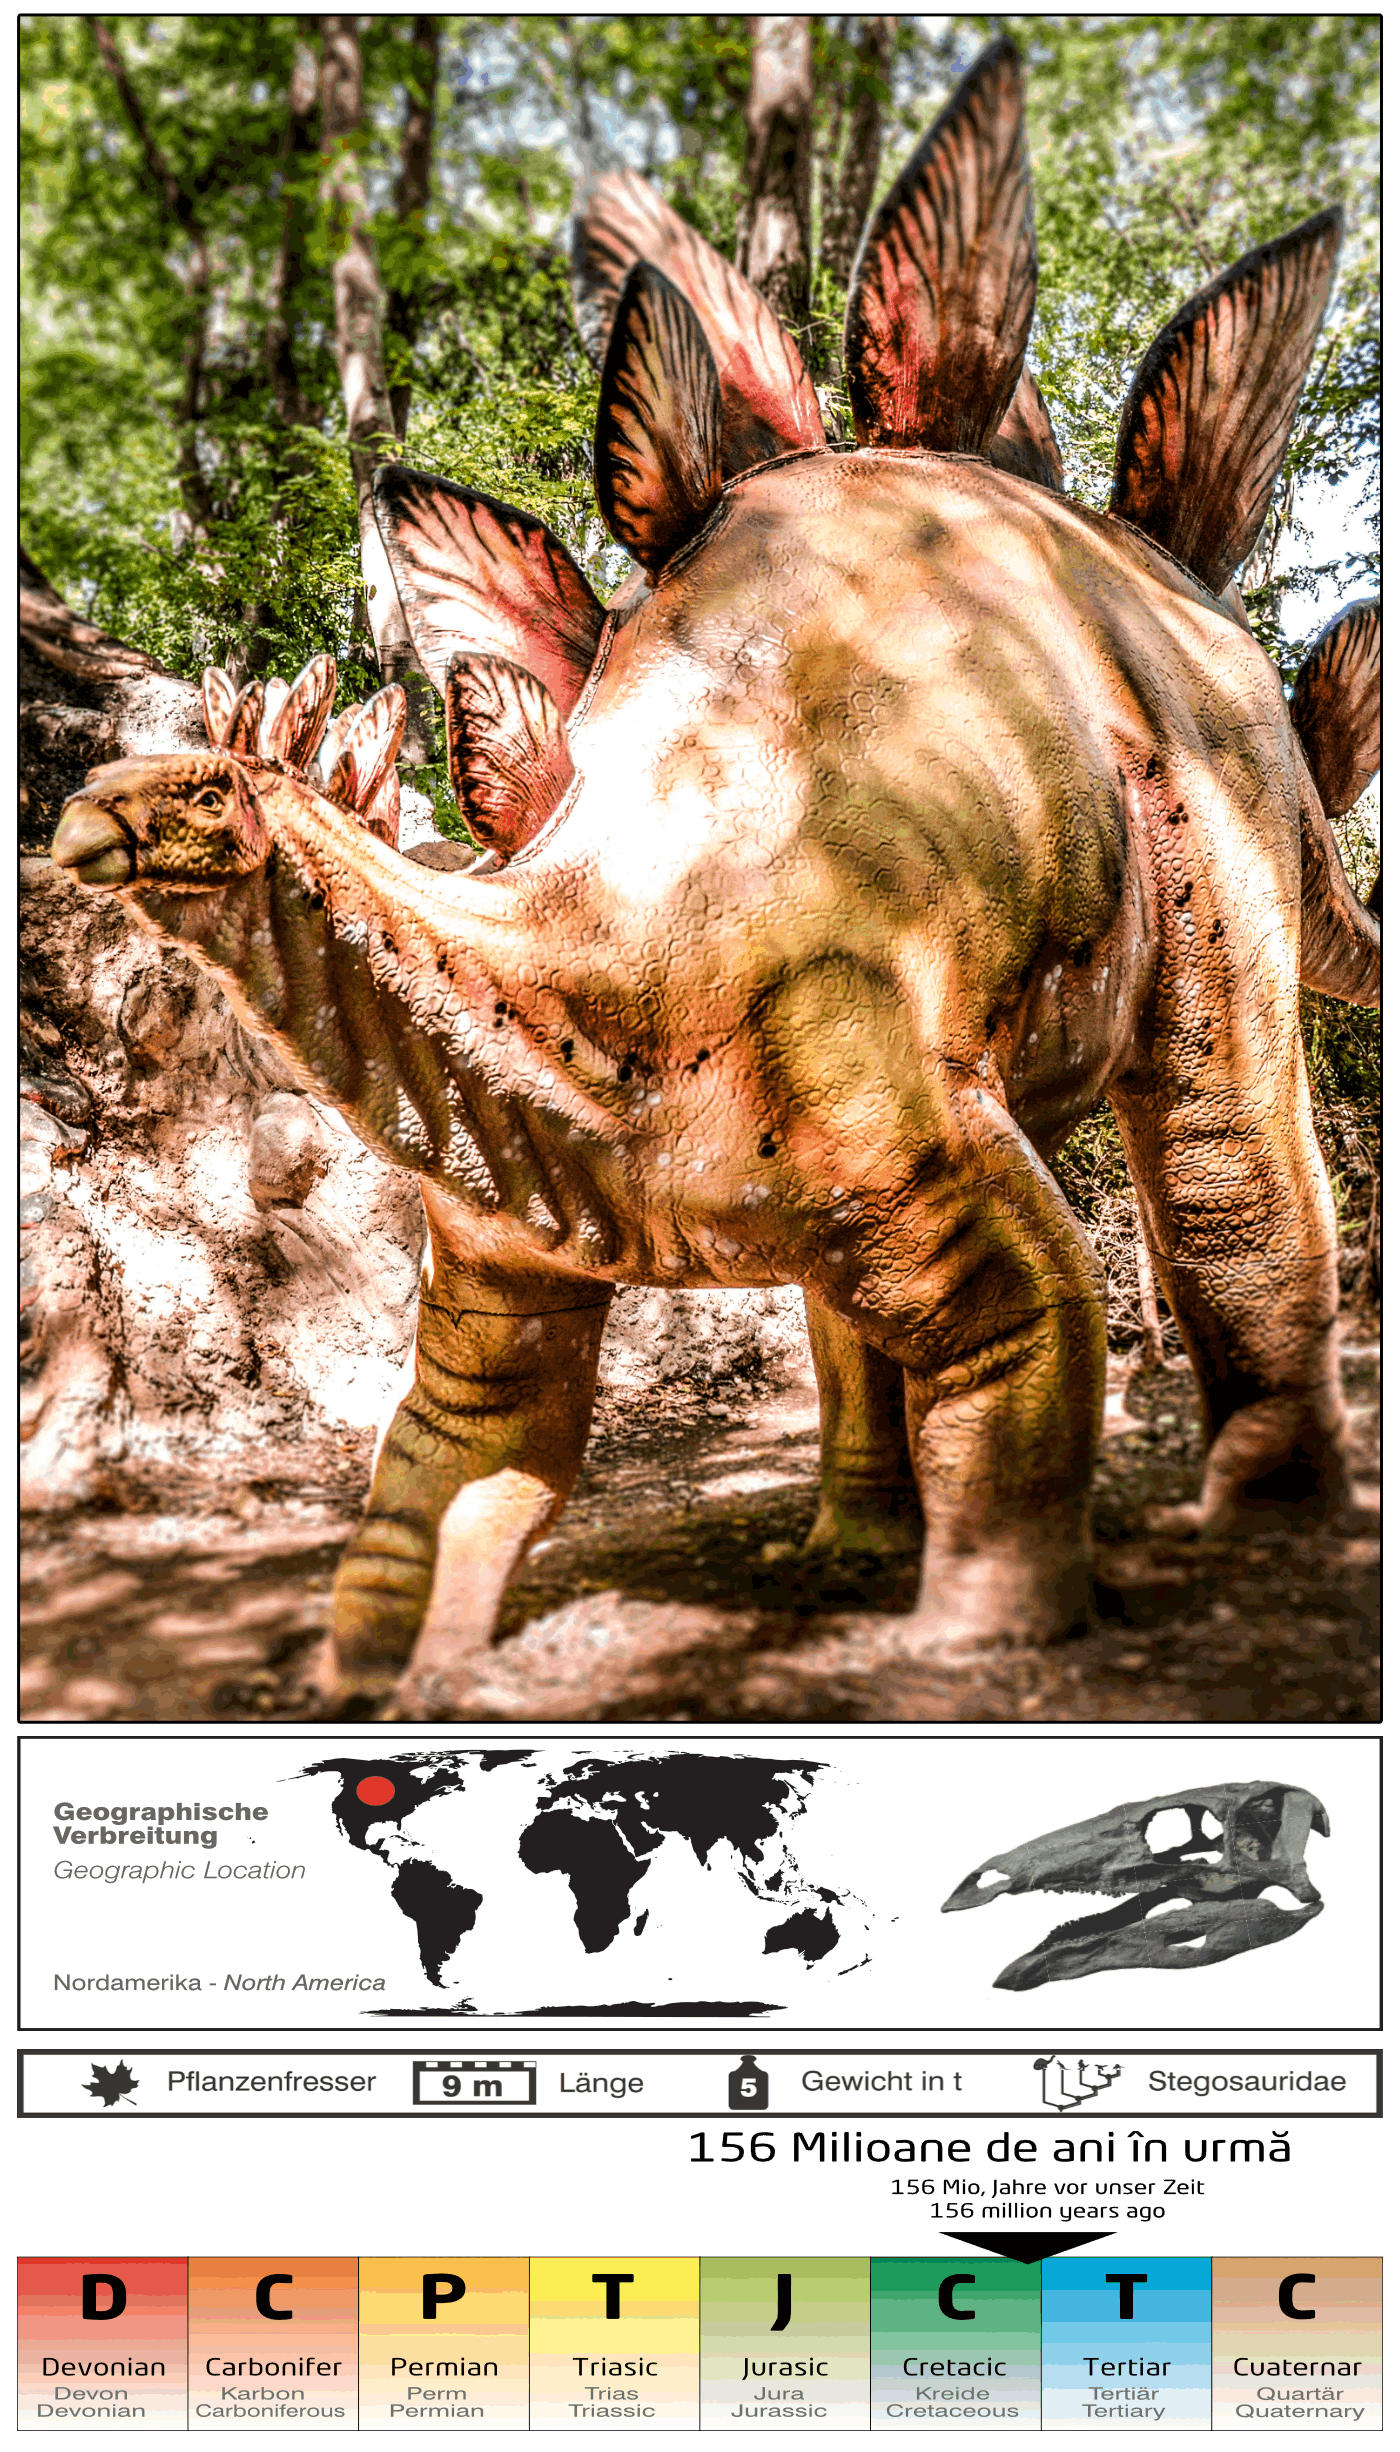 Geographische
Verbreitung
Geographic Location
Nordamerika - North America
Pflanzenfresser
9 m
Länge
5
Gewicht in t
Stegosauridae
156 Milioane de ani în urmă
156 Mio, Jahre vor unser Zeit
156 million years ago
D C P T J C T C
Devonian Carbonifer Permian Triasic Jurasic Cretacic Tertiar Cuaternar
Devon Karbon Perm Trias Jura Kreide Tertiär Quartär
Devonian Carboniferous Permian Triassic Jurassic Cretaceous Tertiary Quaternary